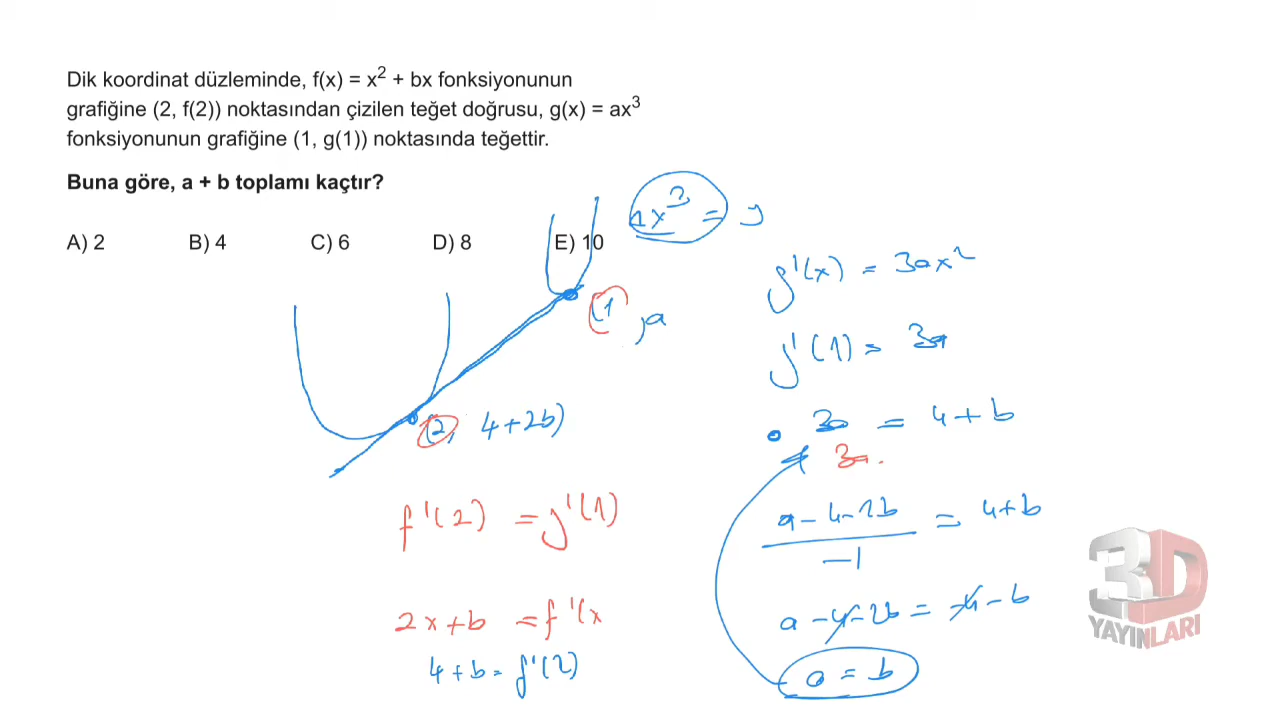 Dik koordinat düzleminde, f(x) = x² + bx fonksiyonunun
grafiğine (2, f(2)) noktasından çizilen teğet doğrusu, g(x) = ax³
fonksiyonunun grafiğine (1, g(1)) noktasında teğettir.
Buna göre, a + b toplamı kaçtır?
A) 2 B) 4 C) 6 D) 8 E) 10
ax³ = y
g'(x) = 3ax²
(1, a
g'(1) = 3a
(2, 4+2b)
3a = 4+b
3a.
f'(2) = g'(1)
a-4-2b = 4+b
-1
2x+b = f'(x
a-4-2b = -4-b
4+b = f'(2)
a = b
3D
YAYINLARI